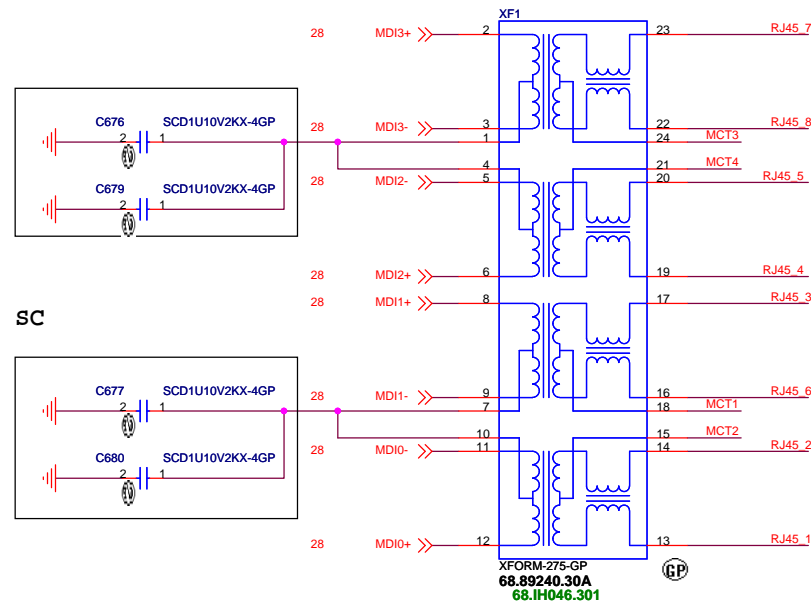 XF1
28 MDI3+ 2 23 RJ45_7
C676 SCD1U10V2KX-4GP
2 1
28 MDI3- 3 22 RJ45_8
1 24 MCT3
4 21 MCT4
C679 SCD1U10V2KX-4GP
2 1
28 MDI2- 5 20 RJ45_5
28 MDI2+ 6 19 RJ45_4
28 MDI1+ 8 17 RJ45_3
SC
C677 SCD1U10V2KX-4GP
2 1
28 MDI1- 9 16 RJ45_6
7 18 MCT1
10 15 MCT2
C680 SCD1U10V2KX-4GP
2 1
28 MDI0- 11 14 RJ45_2
28 MDI0+ 12 13 RJ45_1
XFORM-275-GP
68.89240.30A
68.IH046.301
GP